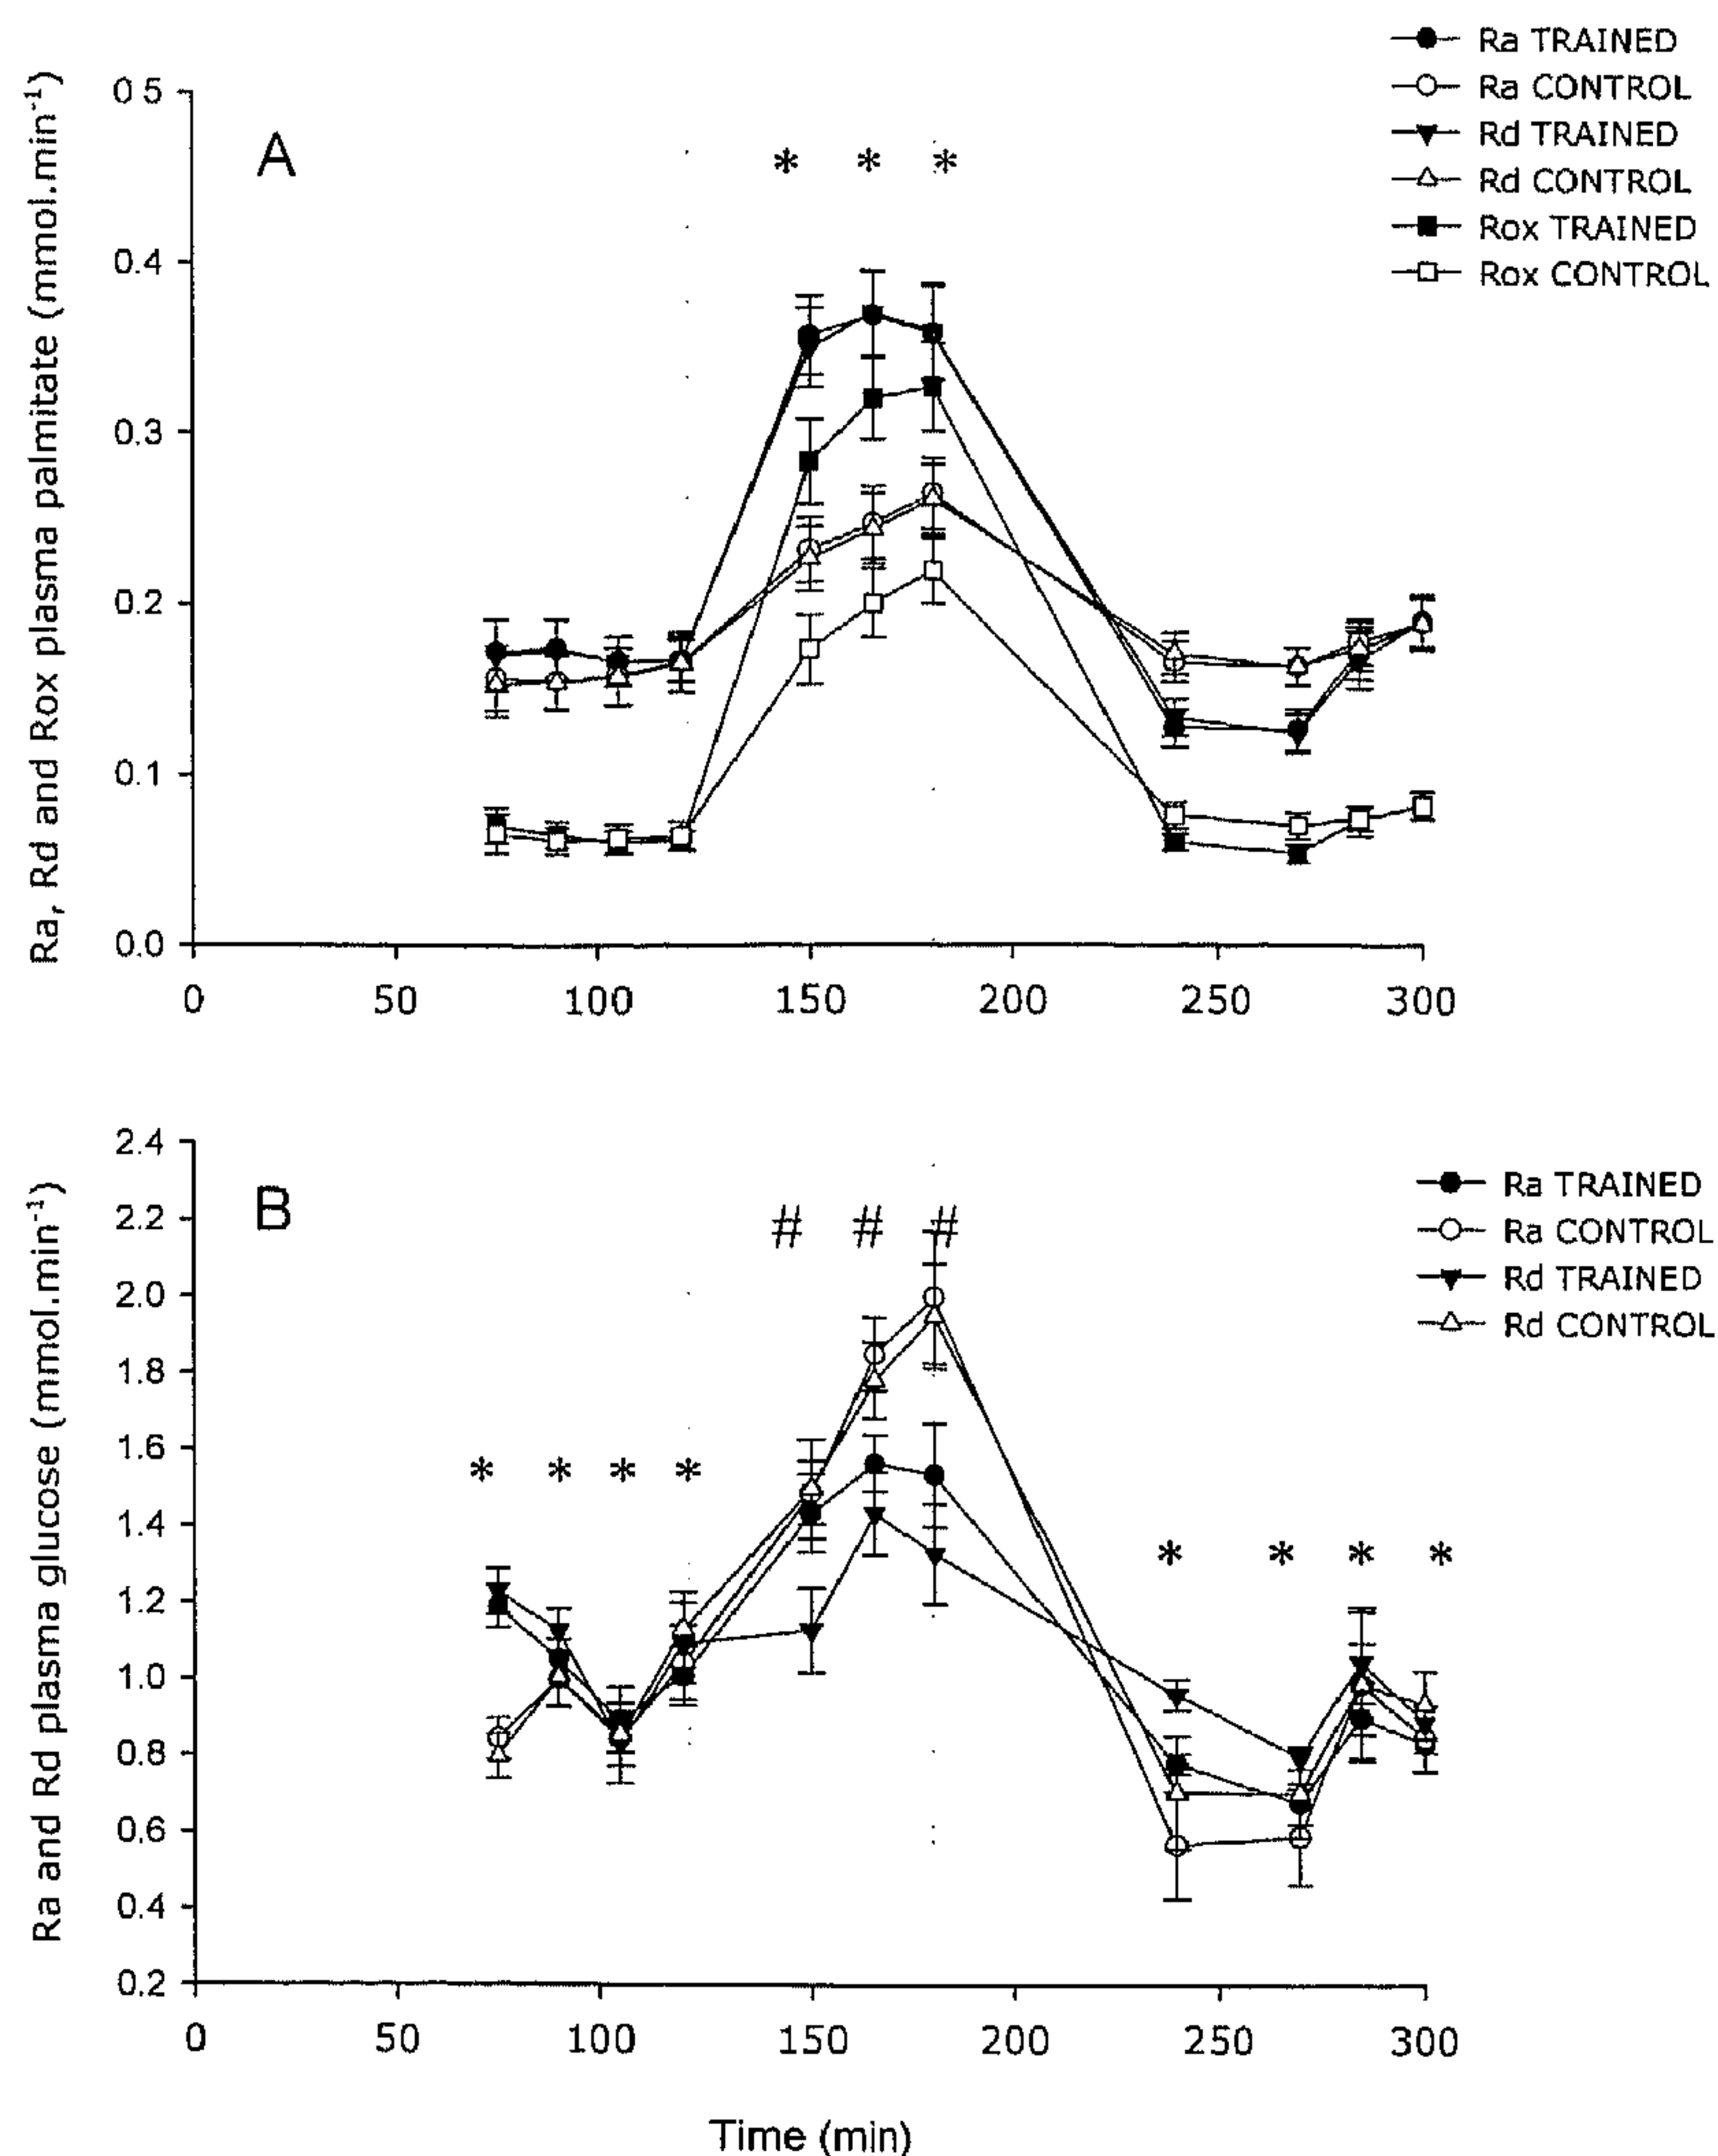 Ra TRAINED
Ra CONTROL
Rd TRAINED
Rd CONTROL
Rox TRAINED
Rox CONTROL
A
* * *
Ra, Rd and Rox plasma palmitate (mmol.min-1)
0 5
0.4
0.3
0.2
0.1
0.0
0 50 100 150 200 250 300
Ra TRAINED
Ra CONTROL
Rd TRAINED
Rd CONTROL
B
# # #
* * * *
* * * *
Ra and Rd plasma glucose (mmol.min-1)
2.4
2.2
2.0
1.8
1.6
1.4
1.2
1.0
0.8
0.6
0.4
0.2
0 50 100 150 200 250 300
Time (min)